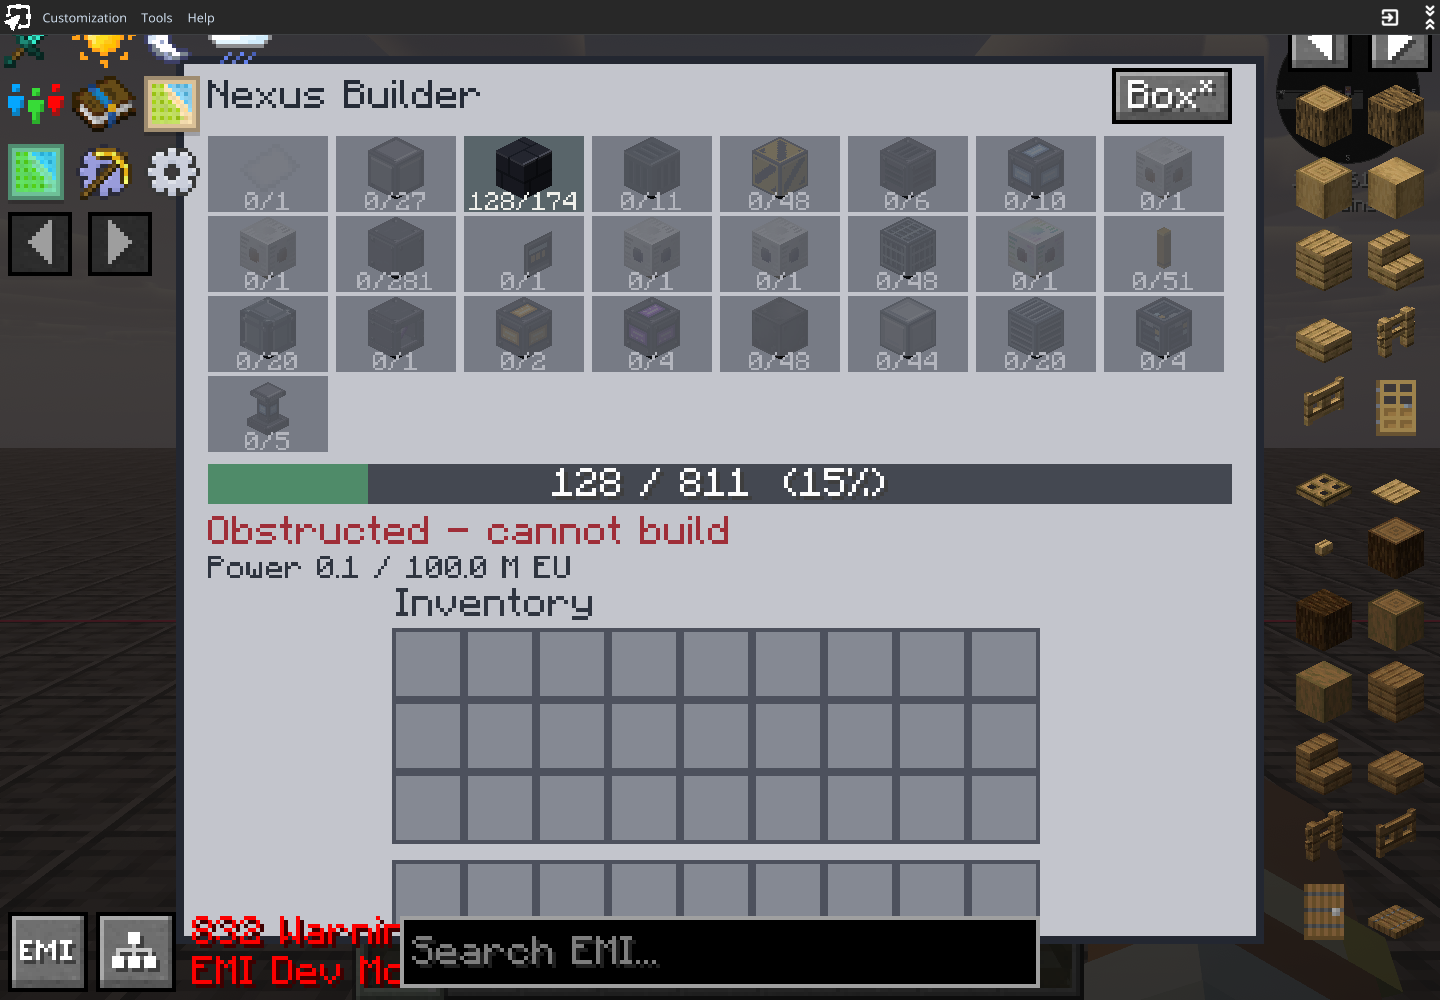 Customization Tools Help
Nexus Builder
Box×
0/1 0/27 128/174 0/11 0/48 0/6 0/10 0/1
0/1 0/281 0/1 0/1 0/1 0/48 0/1 0/51
0/20 0/1 0/2 0/4 0/48 0/44 0/20 0/4
0/5
128 / 811 (15%)
Obstructed - cannot build
Power 0.1 / 100.0 M EU
Inventory
EMI
832
EMI Dev
Search EMI...